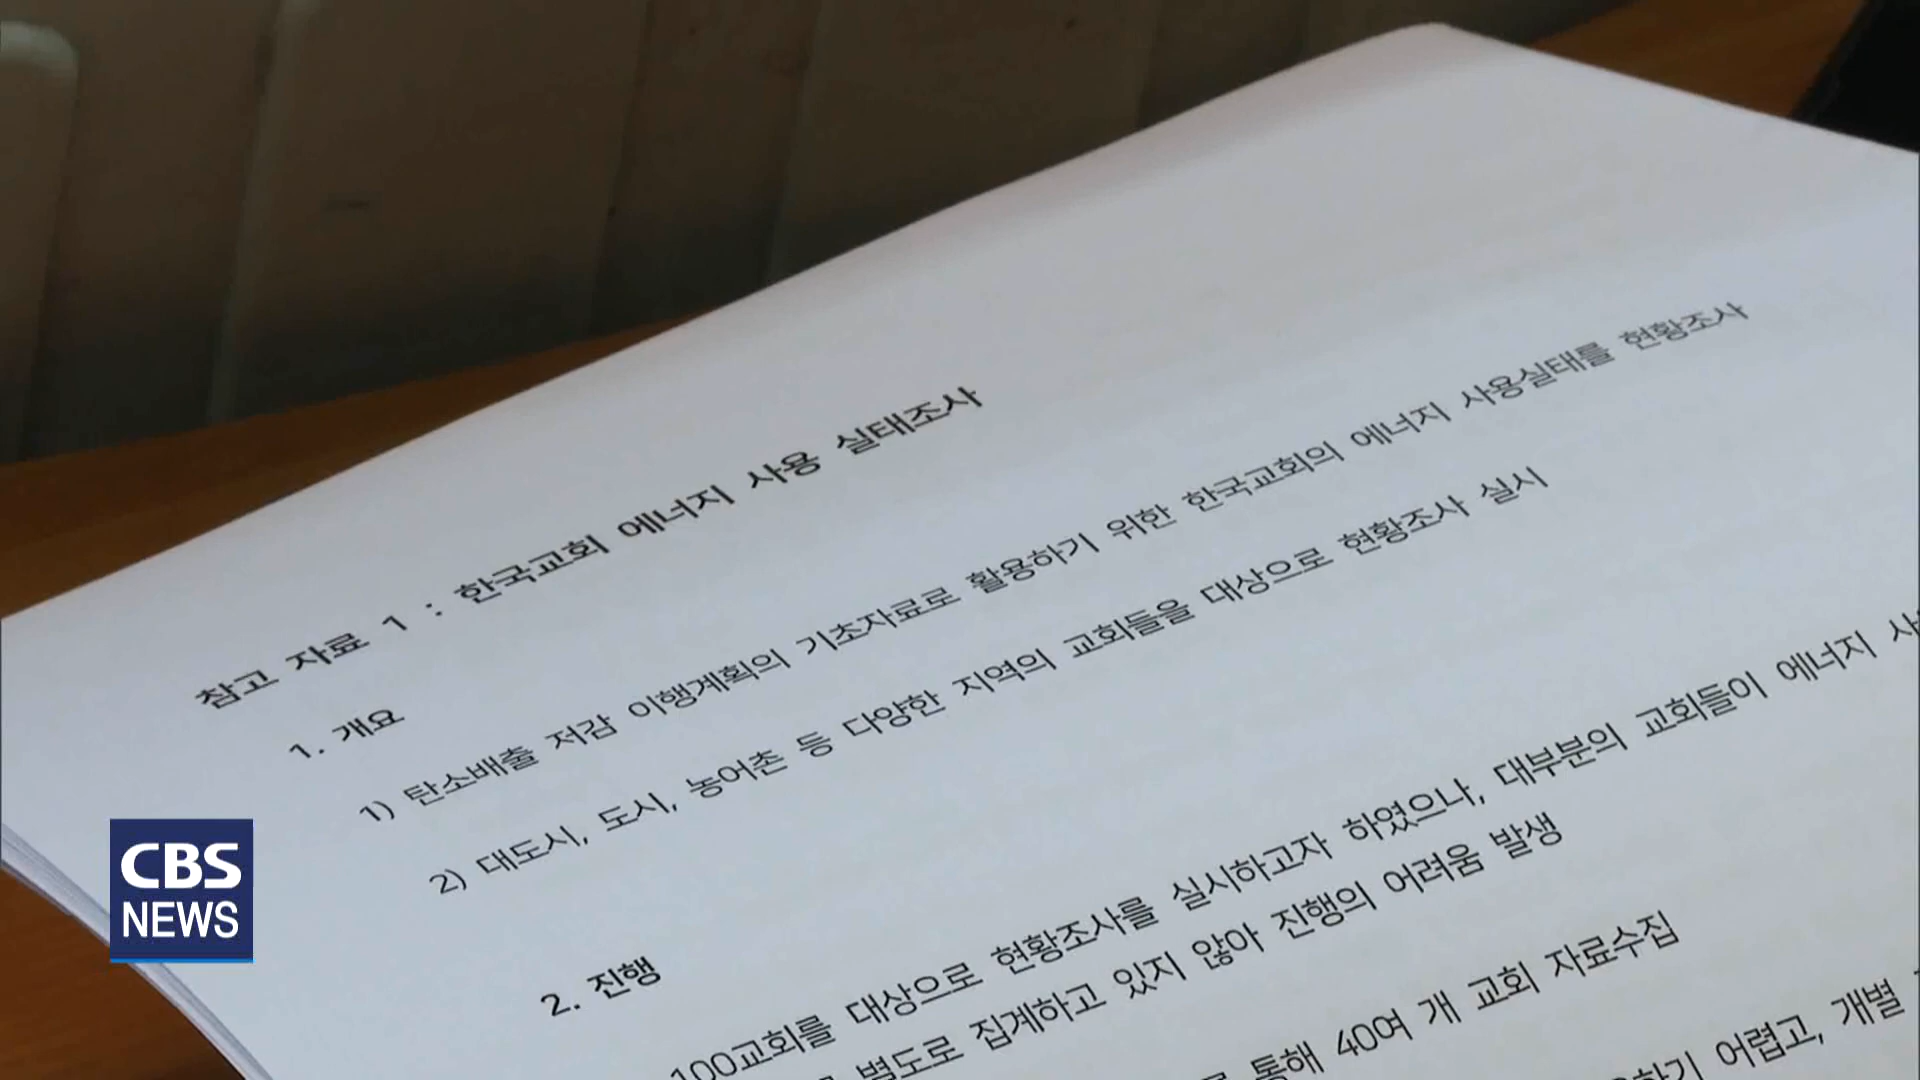 참고 자료 1 : 한국교회 에너지 사용 실태조사
1. 개요
1) 탄소배출 저감 이행계획의 기초자료로 활용하기 위한 한국교회의 에너지 사용실태를 현황조사
2) 대도시, 도시, 농어촌 등 다양한 지역의 교회들을 대상으로 현황조사 실시
2. 진행
100교회를 대상으로 현황조사를 실시하고자 하였으나, 대부분의 교회들이 에너지
별도로 집계하고 있지 않아 진행의 어려움 발생
통해 40여 개 교회 자료수집
어렵고, 개별
CBS
NEWS